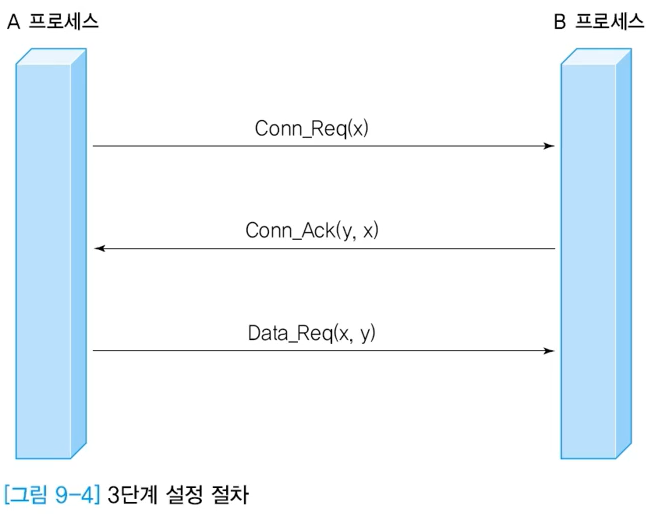 A 프로세스
B 프로세스
Conn_Req(x)
Conn_Ack(y, x)
Data_Req(x, y)
[그림 9-4] 3단계 설정 절차